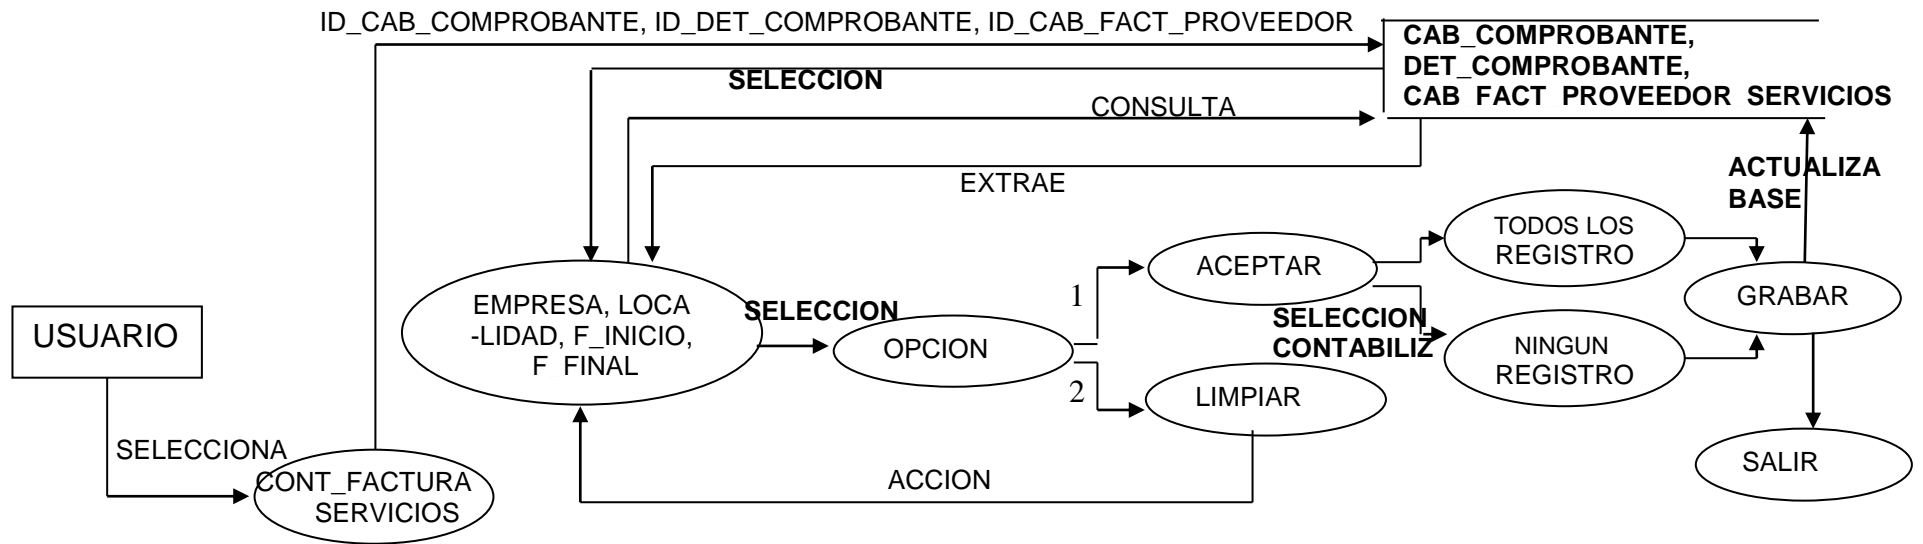 ID_CAB_COMPROBANTE, ID_DET_COMPROBANTE, ID_CAB_FACT_PROVEEDOR
CAB_COMPROBANTE,
DET_COMPROBANTE,
CAB FACT PROVEEDOR SERVICIOS
SELECCION
CONSULTA
EXTRAE
ACTUALIZA
BASE
TODOS LOS
REGISTRO
ACEPTAR
GRABAR
EMPRESA, LOCA
-LIDAD, F_INICIO,
F FINAL
SELECCION
1
SELECCION
CONTABILIZ
USUARIO
OPCION
NINGUN
REGISTRO
2
LIMPIAR
SELECCIONA
SALIR
CONT_FACTURA
SERVICIOS
ACCION